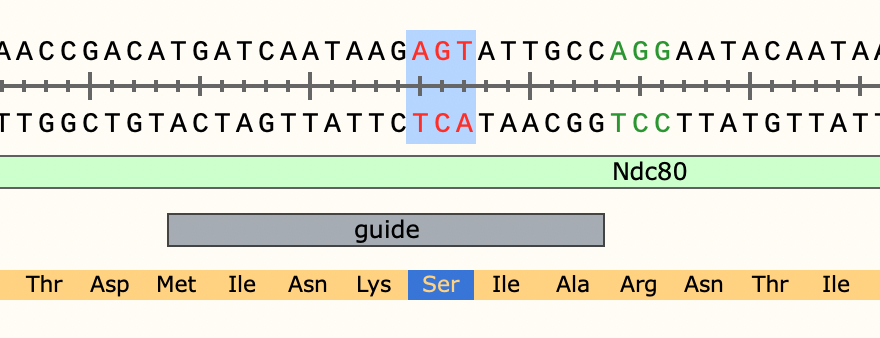 AACCGACATGATCAATAAGAGTATTGCCAGGAATACAATAA
TTGGCTGTACTAGTTATTCTCATAACGGTCCTTATGTTATT
Ndc80
guide
Thr Asp Met Ile Asn Lys Ser Ile Ala Arg Asn Thr Ile